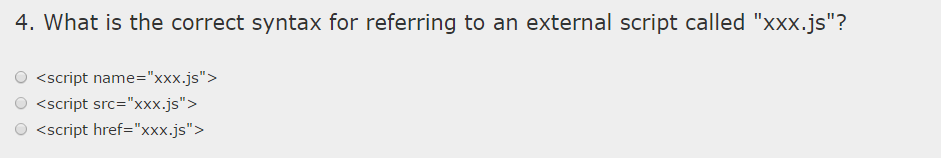 4. What is the correct syntax for referring to an external script called "xxx.js"?
<script name="xxx.js">
<script src="xxx.js">
<script href="xxx.js">